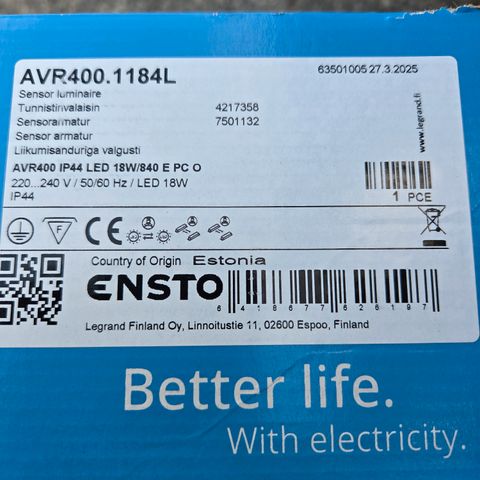 AVR400.1184L
63501005 27.3.2025
Sensor luminaire
Tunnistinvalaisin 4217358
Sensorarmatur 7501132
Sensor armatur
Liikumisanduriga valgusti
AVR400 IP44 LED 18W/840 E PC O
220...240 V / 50/60 Hz / LED 18W
IP44
www.legrand.fi
1 PCE
F
CE
Country of Origin Estonia
ENSTO
6 418677 626197
Legrand Finland Oy, Linnoitustie 11, 02600 Espoo, Finland
Better life.
With electricity.